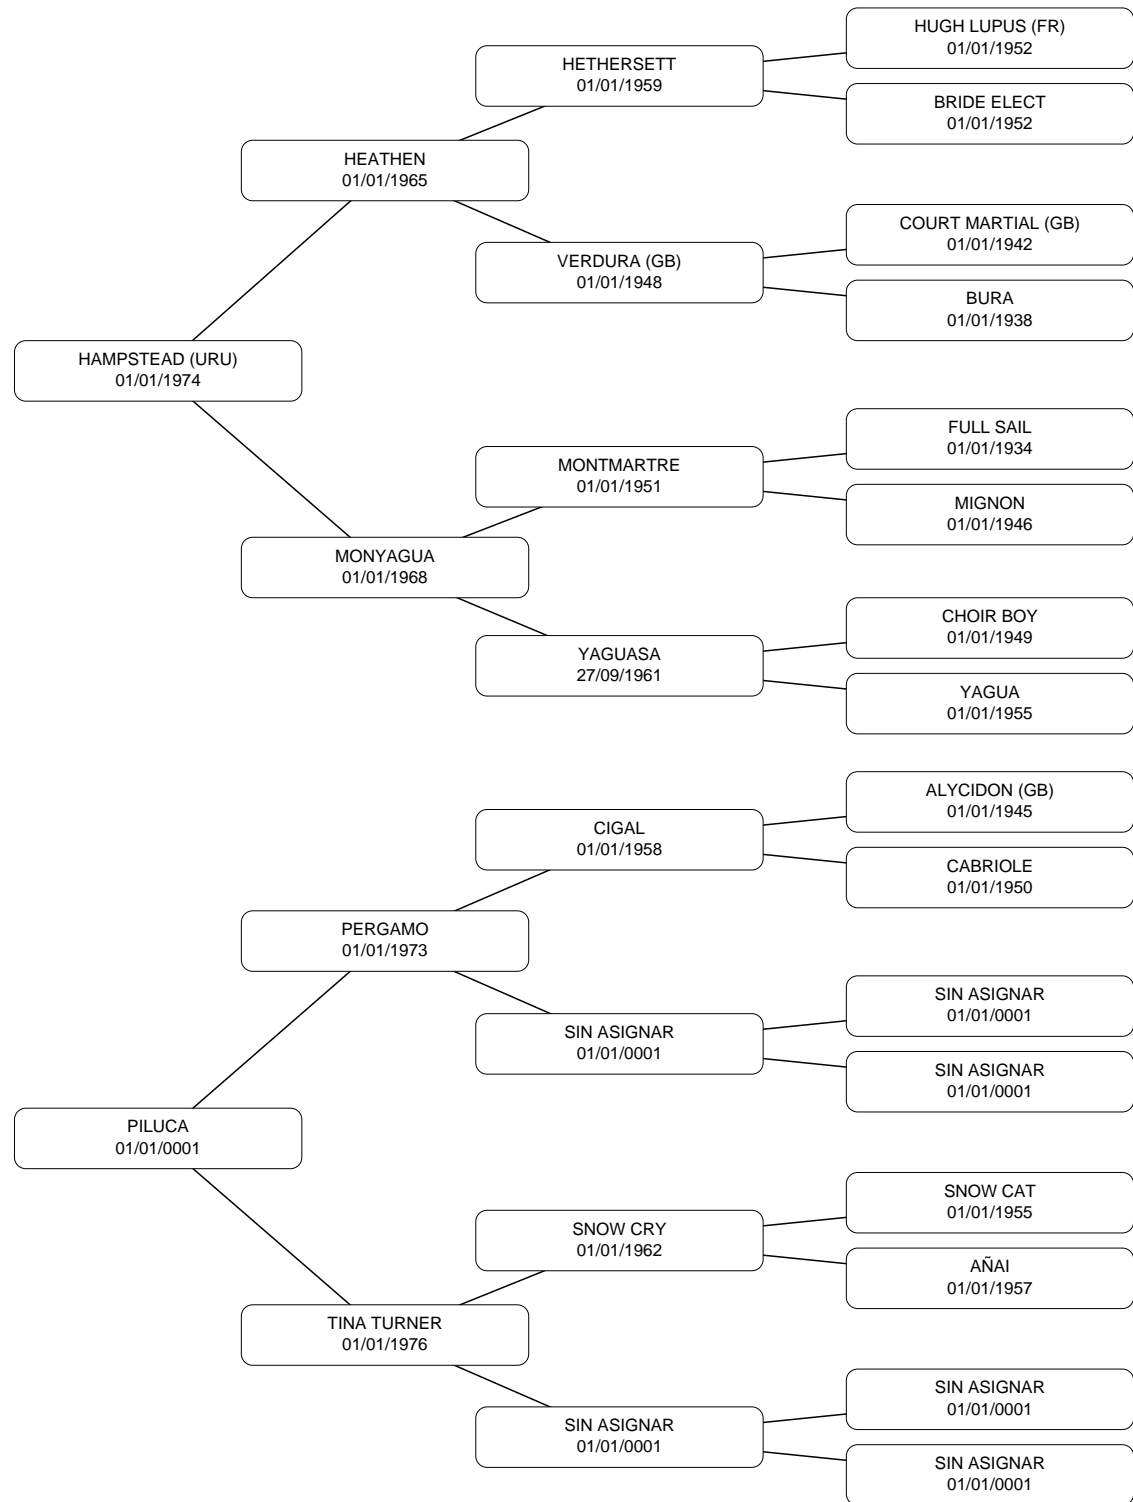 HUGH LUPUS (FR)
01/01/1952
HETHERSETT
01/01/1959
BRIDE ELECT
01/01/1952
HEATHEN
01/01/1965
COURT MARTIAL (GB)
01/01/1942
VERDURA (GB)
01/01/1948
BURA
01/01/1938
HAMPSTEAD (URU)
01/01/1974
FULL SAIL
01/01/1934
MONTMARTRE
01/01/1951
MIGNON
01/01/1946
MONYAGUA
01/01/1968
CHOIR BOY
01/01/1949
YAGUASA
27/09/1961
YAGUA
01/01/1955
ALYCIDON (GB)
01/01/1945
CIGAL
01/01/1958
CABRIOLE
01/01/1950
PERGAMO
01/01/1973
SIN ASIGNAR
01/01/0001
SIN ASIGNAR
01/01/0001
SIN ASIGNAR
01/01/0001
PILUCA
01/01/0001
SNOW CAT
01/01/1955
SNOW CRY
01/01/1962
AÑAI
01/01/1957
TINA TURNER
01/01/1976
SIN ASIGNAR
01/01/0001
SIN ASIGNAR
01/01/0001
SIN ASIGNAR
01/01/0001